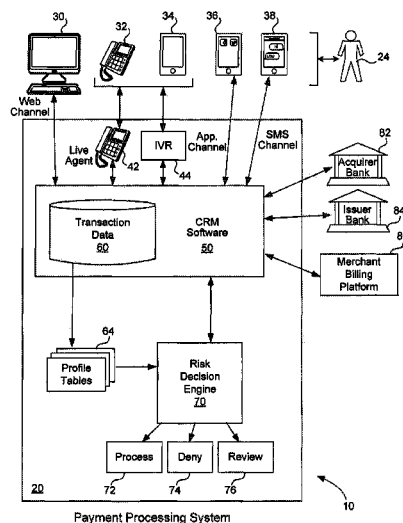 30
32
34
36
38
24
Web
Channel
Live
Agent
42
IVR
44
App.
Channel
SMS
Channel
82
Acquirer
Bank
Issuer
Bank
84
Merchant
Billing
Platform
Transaction
Data
60
CRM
Software
50
64
Profile
Tables
Risk
Decision
Engine
70
Process
Deny
Review
72
74
76
20
10
Payment Processing System